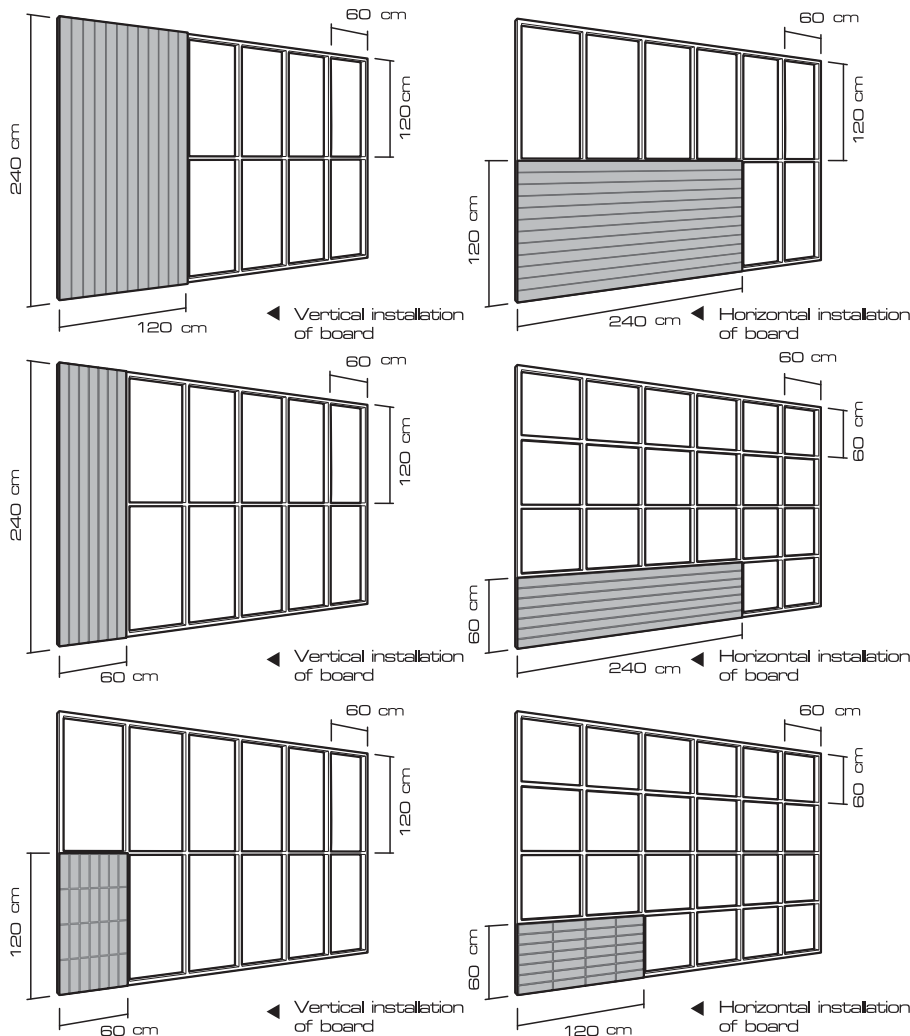 60 cm
240 cm
120 cm
120 cm
◀ Vertical installation
of board
60 cm
120 cm
120 cm
240 cm
◀ Horizontal installation
of board
60 cm
240 cm
120 cm
60 cm
◀ Vertical installation
of board
60 cm
60 cm
60 cm
240 cm
◀ Horizontal installation
of board
60 cm
120 cm
120 cm
60 cm
◀ Vertical installation
of board
60 cm
60 cm
60 cm
120 cm
◀ Horizontal installation
of board